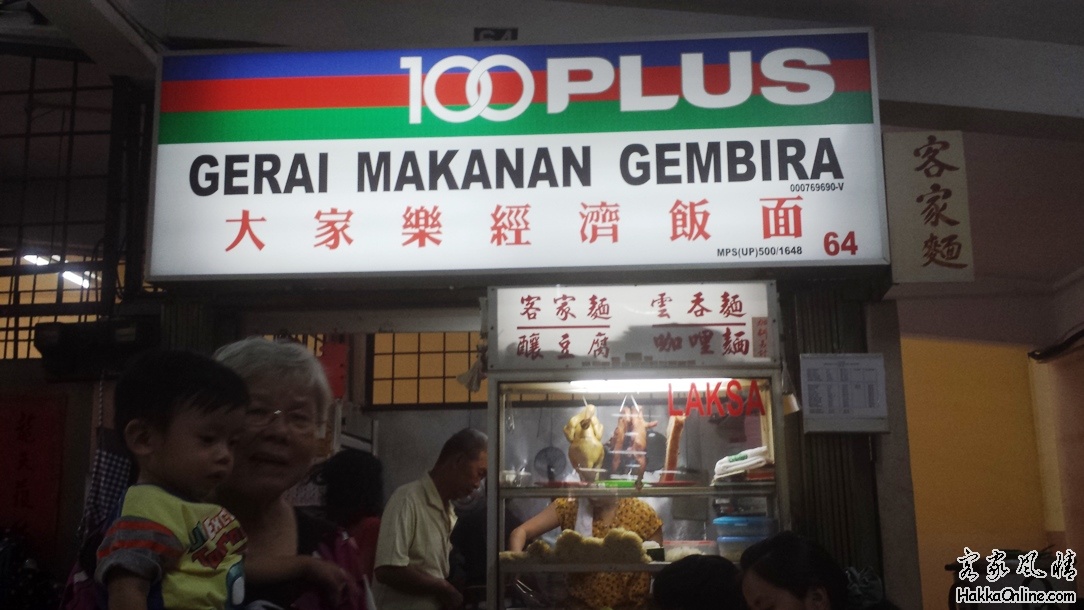 64
100PLUS
GERAI MAKANAN GEMBIRA
000769690-V
大家樂經濟飯面
MPS(UP)500/1648
64
客家麵
客家麵 雲吞麵
釀豆腐 咖哩麵
LAKSA
客家風情
HakkaOnline.com